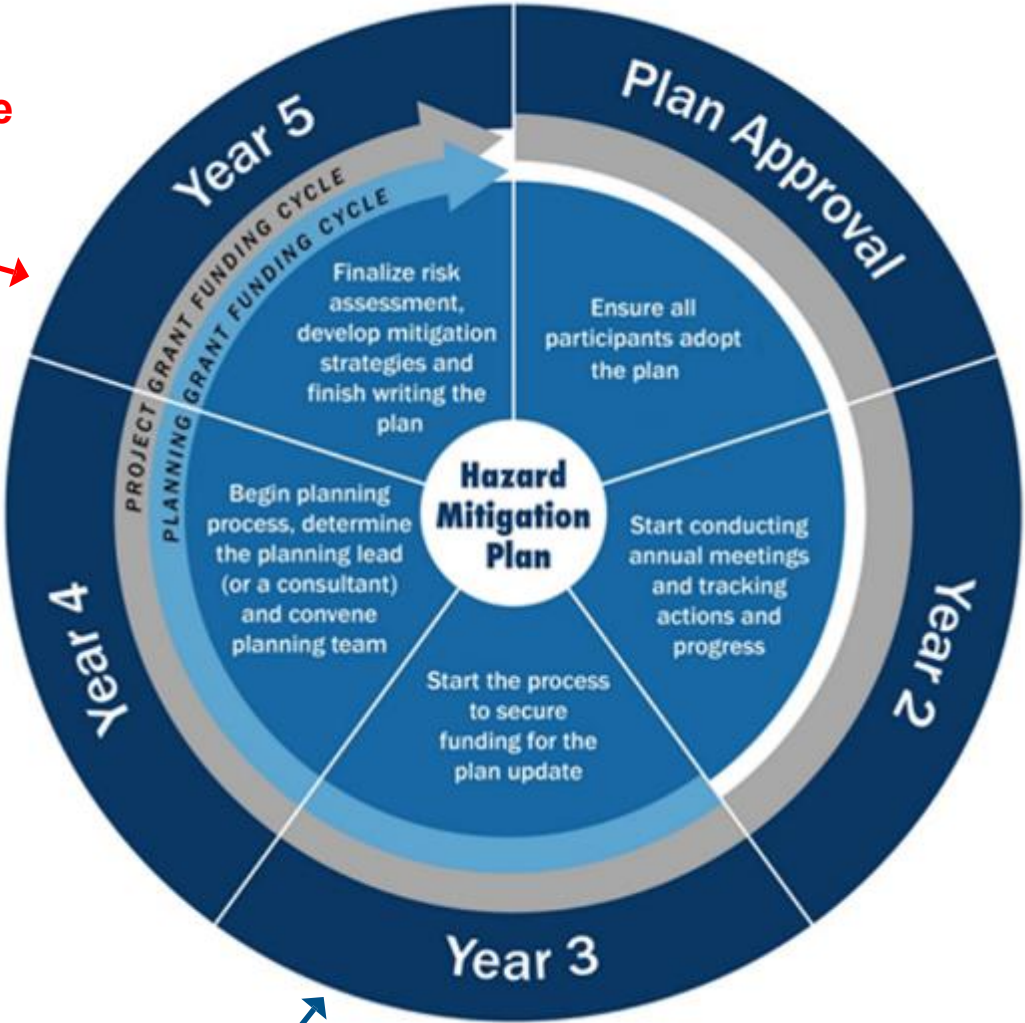 e
Year 5
Plan Approval
PROJECT GRANT FUNDING CYCLE
PLANNING GRANT FUNDING CYCLE
Finalize risk
assessment,
develop mitigation
strategies and
finish writing the
plan
Ensure all
participants adopt
the plan
Hazard
Mitigation
Plan
Begin planning
process, determine
the planning lead
(or a consultant)
and convene
planning team
Start conducting
annual meetings
and tracking
actions and
progress
Year 4
Year 2
Start the process
to secure
funding for the
plan update
Year 3